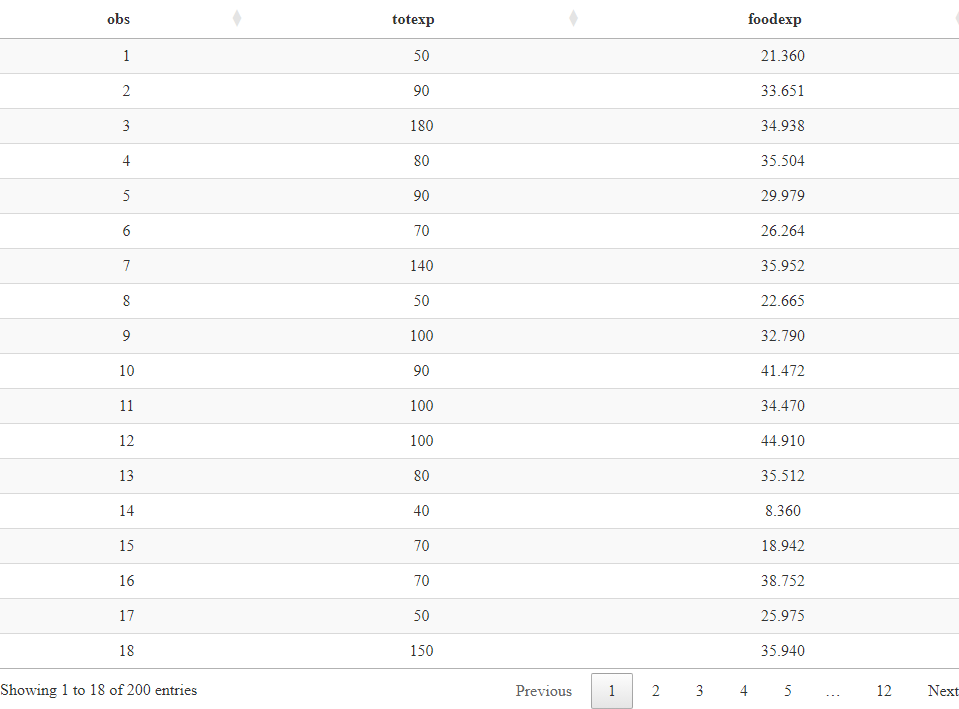 obs totexp foodexp
1 50 21.360
2 90 33.651
3 180 34.938
4 80 35.504
5 90 29.979
6 70 26.264
7 140 35.952
8 50 22.665
9 100 32.790
10 90 41.472
11 100 34.470
12 100 44.910
13 80 35.512
14 40 8.360
15 70 18.942
16 70 38.752
17 50 25.975
18 150 35.940
Showing 1 to 18 of 200 entries Previous 1 2 3 4 5 … 12 Next